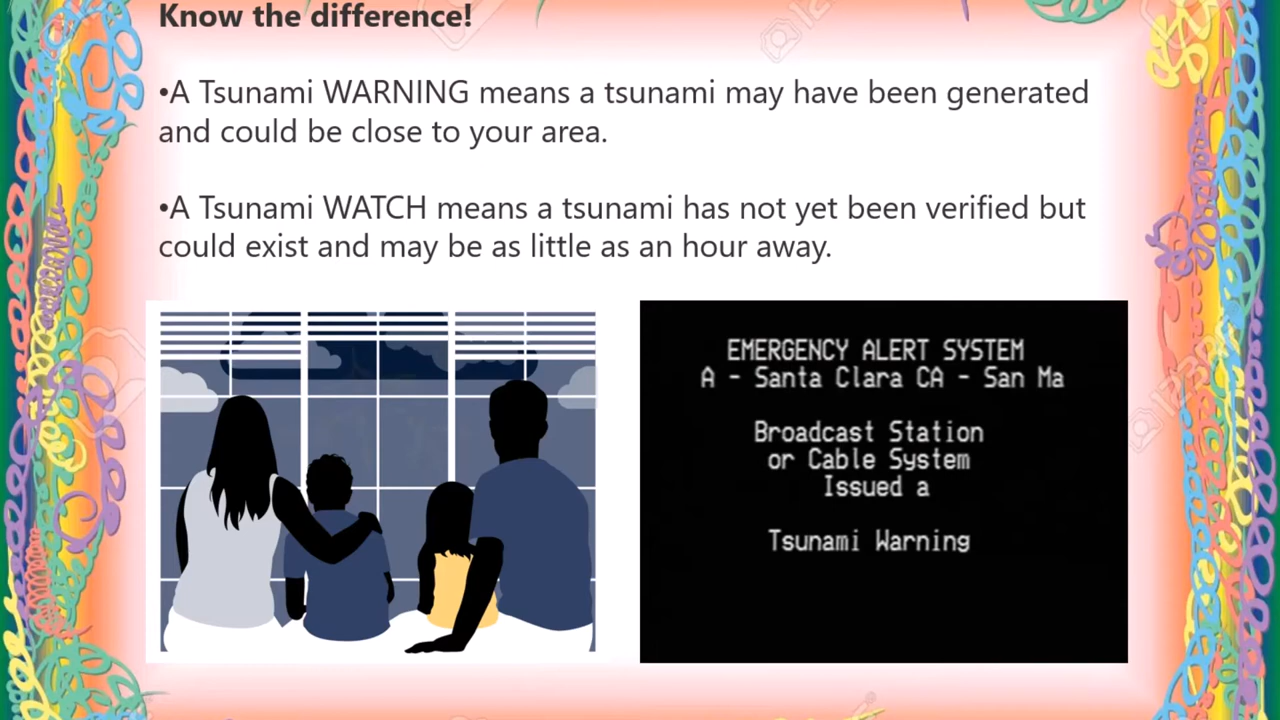 Know the difference!
•A Tsunami WARNING means a tsunami may have been generated
and could be close to your area.
•A Tsunami WATCH means a tsunami has not yet been verified but
could exist and may be as little as an hour away.
EMERGENCY ALERT SYSTEM
A - Santa Clara CA - San Ma
Broadcast Station
or Cable System
Issued a
Tsunami Warning